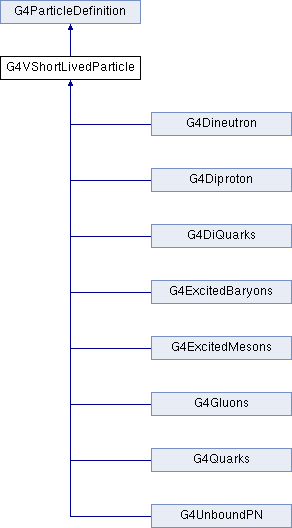 G4ParticleDefinition
G4VShortLivedParticle
G4Dineutron
G4Diproton
G4DiQuarks
G4ExcitedBaryons
G4ExcitedMesons
G4Gluons
G4Quarks
G4UnboundPN